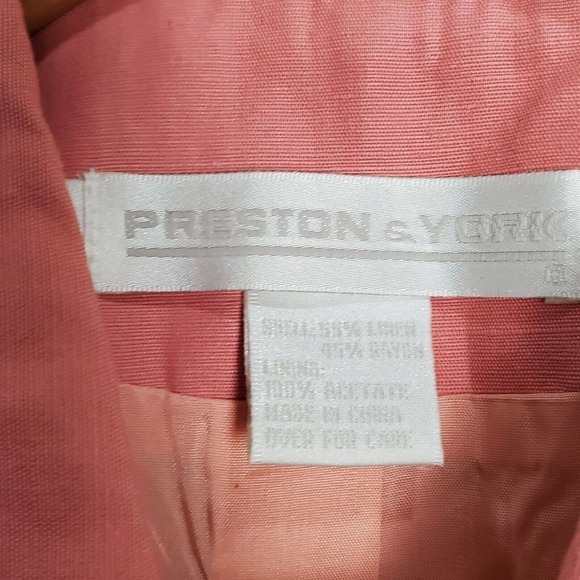 PRESTON & YORK
SHELL: 55% LINEN
45% RAYON
LINING:
100% ACETATE
MADE IN CHINA
OVER FOR CARE